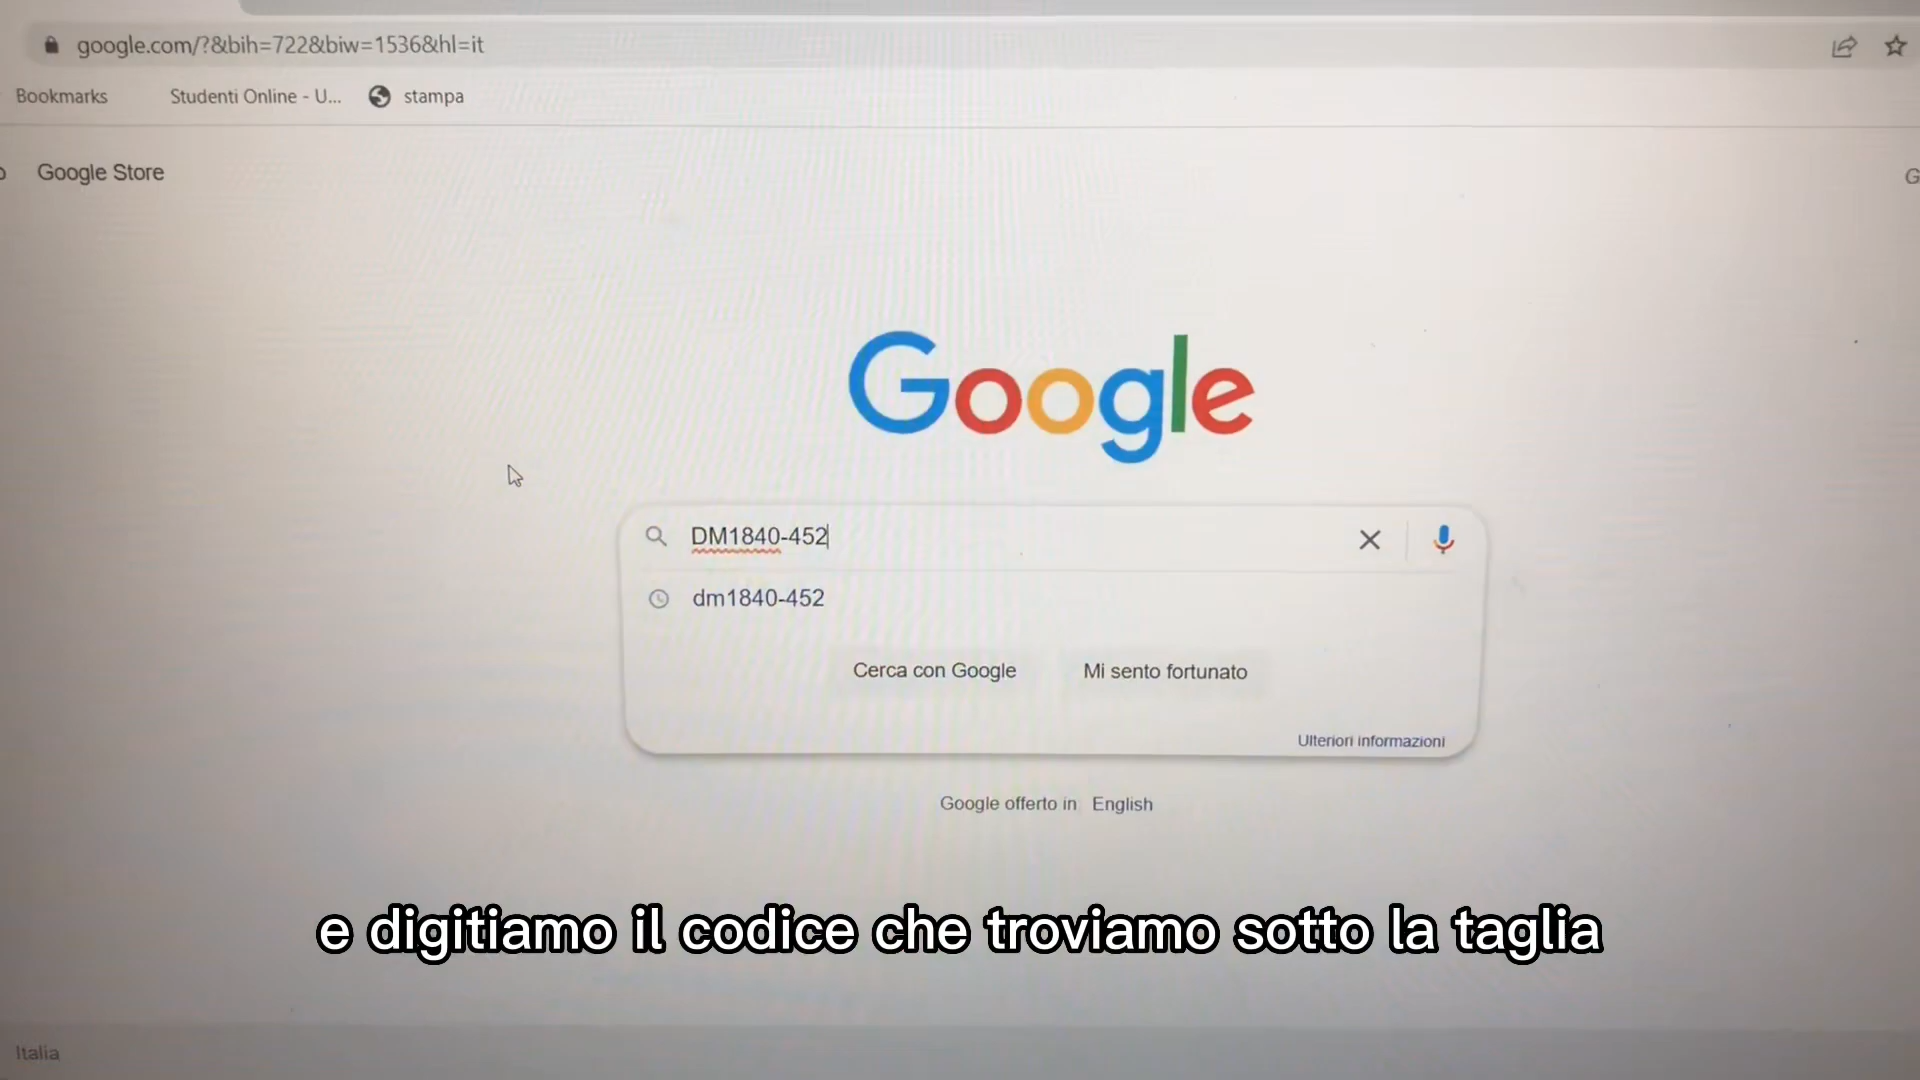 google.com/?&bih=722&biw=1536&hl=it
Bookmarks
Studenti Online - U...
stampa
Google Store
Google
DM1840-452
dm1840-452
Cerca con Google
Mi sento fortunato
Ulteriori informazioni
Google offerto in English
e digitiamo il codice che troviamo sotto la taglia
Italia